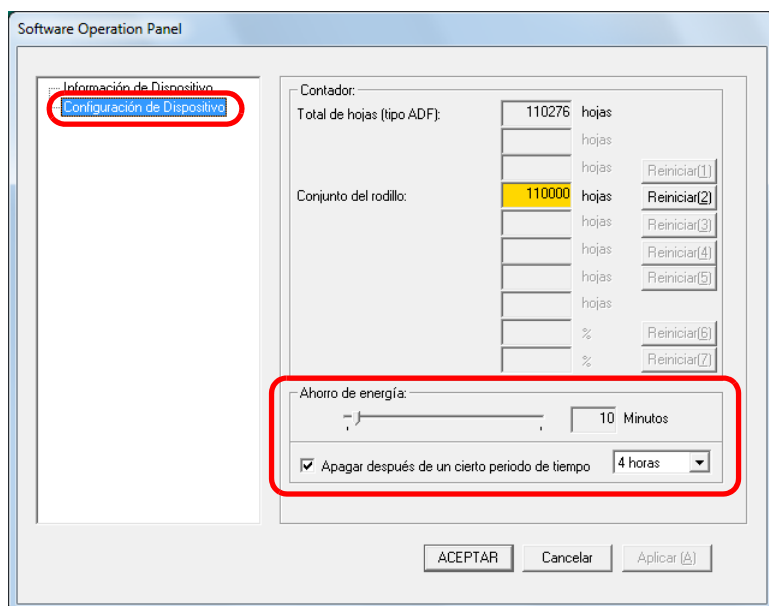 Software Operation Panel
Información de Dispositivo
Configuración de Dispositivo
Contador:
Total de hojas (tipo ADF): 110276 hojas
hojas
hojas Reiniciar(1)
Conjunto del rodillo: 110000 hojas Reiniciar(2)
hojas Reiniciar(3)
hojas Reiniciar(4)
hojas Reiniciar(5)
hojas
% Reiniciar(6)
% Reiniciar(7)
Ahorro de energía:
10 Minutos
Apagar después de un cierto periodo de tiempo 4 horas
ACEPTAR Cancelar Aplicar (A)